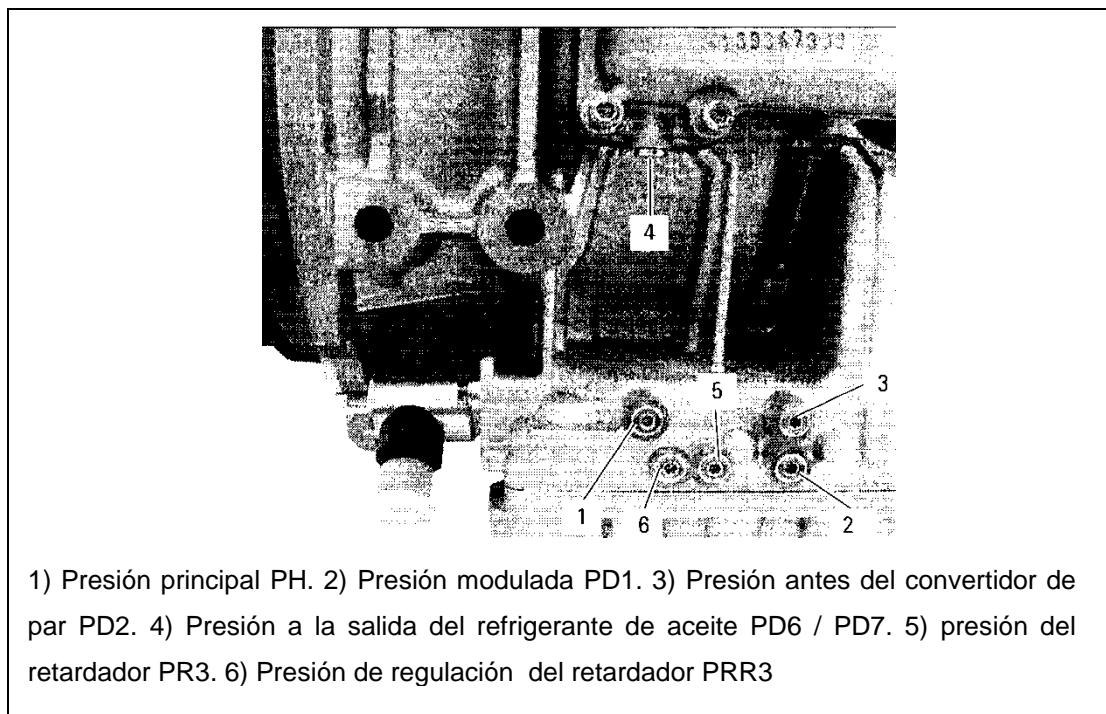 4
5
3
1
6
2
1) Presión principal PH. 2) Presión modulada PD1. 3) Presión antes del convertidor de
par PD2. 4) Presión a la salida del refrigerante de aceite PD6 / PD7. 5) presión del
retardador PR3. 6) Presión de regulación del retardador PRR3